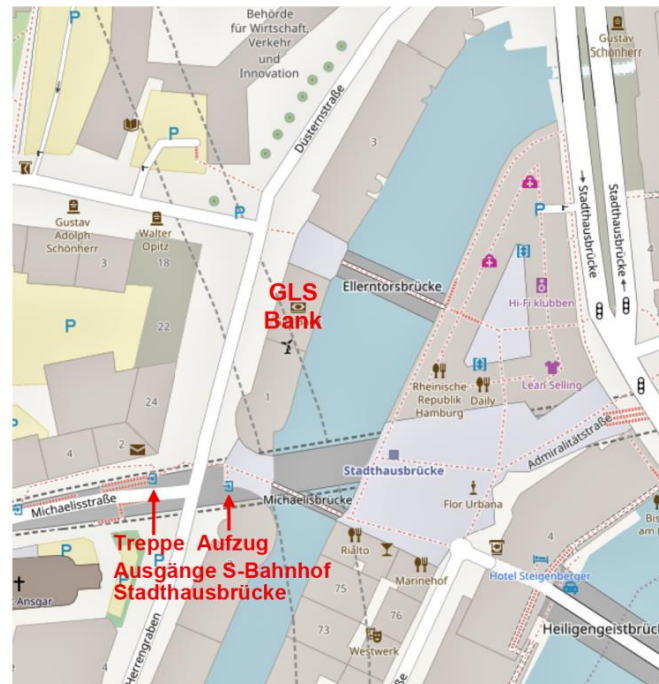 Behörde
für Wirtschaft,
Verkehr
und
Innovation
Gustav
Schönherr
P
P
P
Düsternstraße
3
Stadthausbrücke
Stadthausbrücke
Gustav
Adolph
Schönherr
Walter
Opitz
3
18
4
P
22
P
GLS
Bank
Ellerntorsbrücke
Hi-Fi klubben
Rheinische
Republik
Hamburg
Daily
Lean Selling
24
1
4
2
Michaelisstraße
Stadthausbrücke
Admiralitätstraße
Michaelisbrücke
Flor Urbana
Treppe Aufzug
Ausgänge S-Bahnhof
Stadthausbrücke
P
P
Ansgar
Herrengraben
Rialto
Marinehof
4
Hotel Steigenberger
75
76
73
Westwerk
Heiligengeistbrück
aße